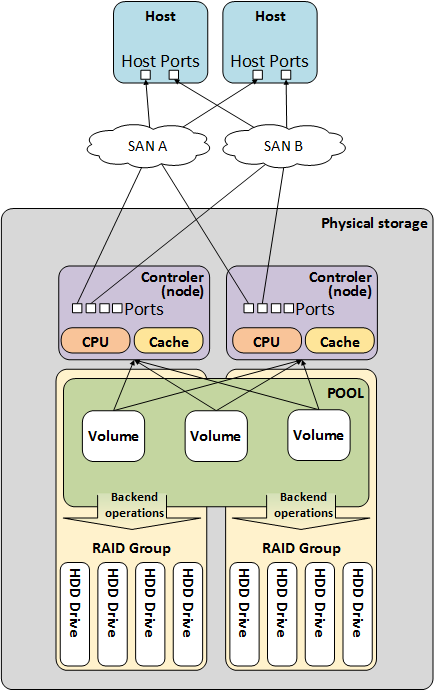 Host
Host
Host Ports
Host Ports
SAN A
SAN B
Physical storage
Controler
(node)
Controler
(node)
Ports
Ports
CPU
Cache
CPU
Cache
POOL
Volume
Volume
Volume
Backend
operations
Backend
operations
RAID Group
RAID Group
HDD Drive
HDD Drive
HDD Drive
HDD Drive
HDD Drive
HDD Drive
HDD Drive
HDD Drive